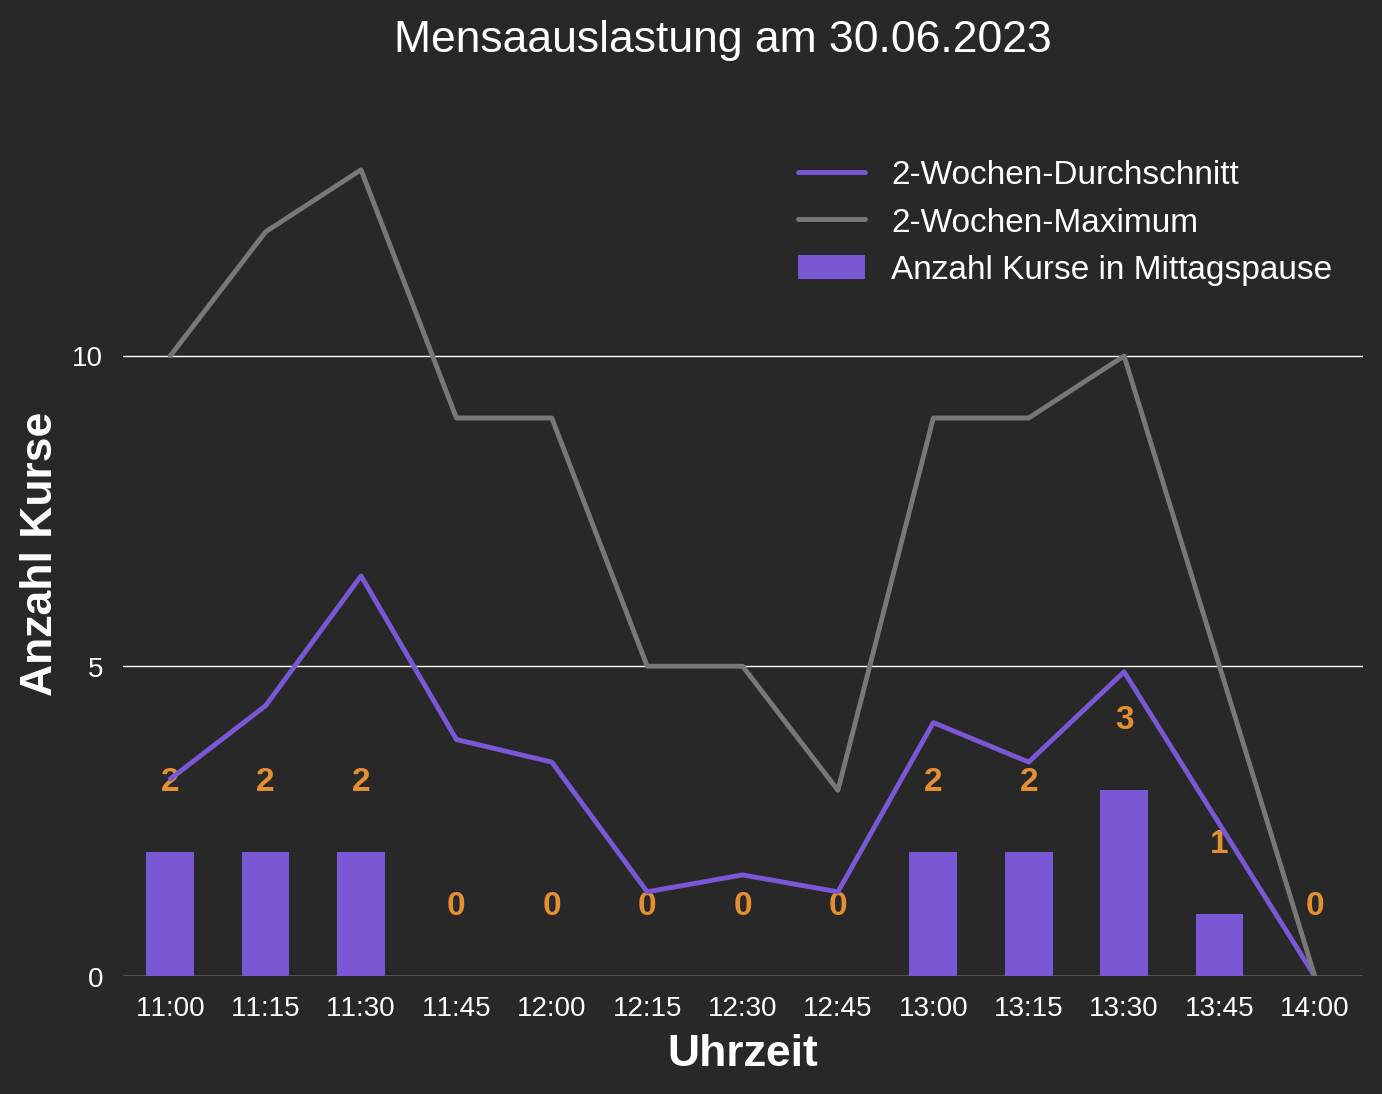 Mensaauslastung am 30.06.2023
2-Wochen-Durchschnitt
2-Wochen-Maximum
Anzahl Kurse in Mittagspause
Anzahl Kurse
10
5
0
2 2 2 0 0 0 0 0 2 2 3 1 0
11:00 11:15 11:30 11:45 12:00 12:15 12:30 12:45 13:00 13:15 13:30 13:45 14:00
Uhrzeit